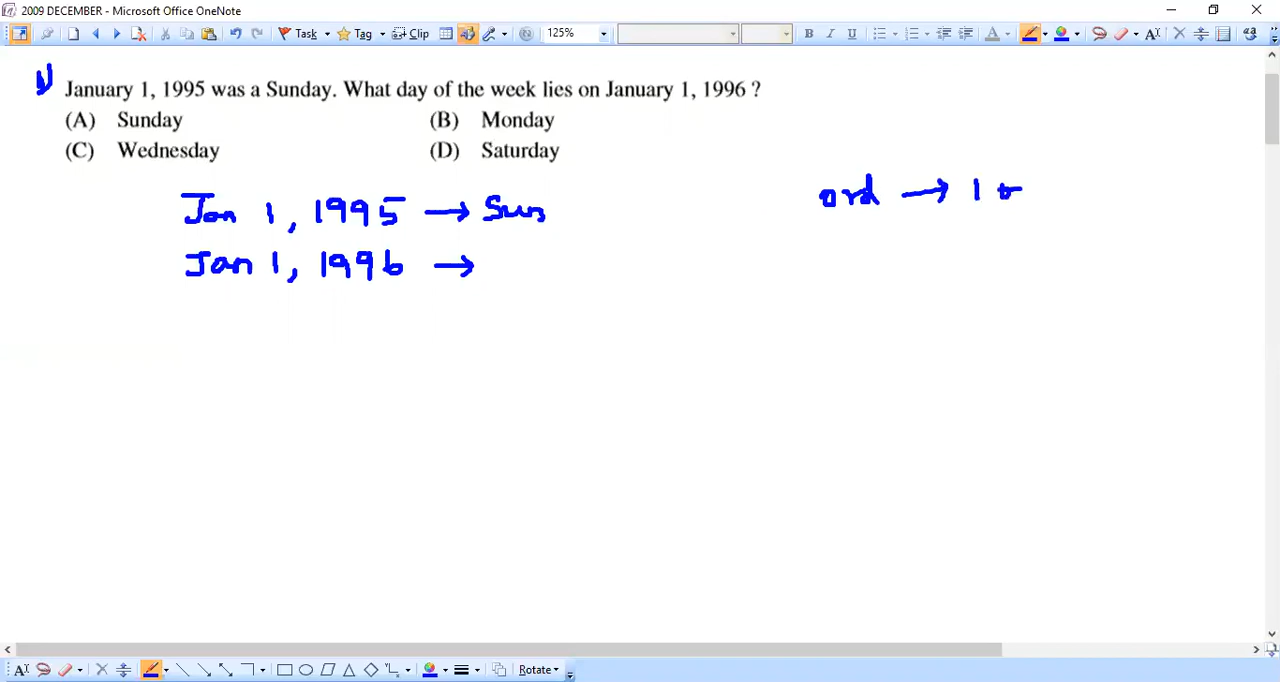 2009 DECEMBER - Microsoft Office OneNote
Task Tag Clip 125% B I U
1) January 1, 1995 was a Sunday. What day of the week lies on January 1, 1996 ?
(A) Sunday (B) Monday
(C) Wednesday (D) Saturday
Jan 1, 1995 → Sun
ord → 1 o
Jan 1, 1996 →
Rotate